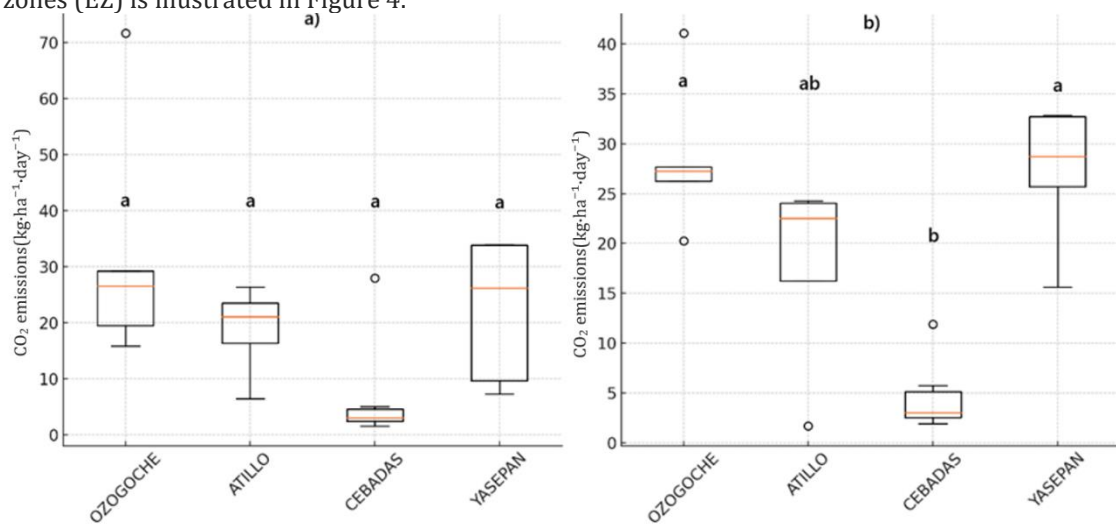 zones (EZ) is illustrated in Figure 4.
a)
CO₂ emissions(kg·ha⁻¹·day⁻¹)
70
60
50
40
30
20
10
0
a
a
a
a
OZOGOCHE
ATILLO
CEBADAS
YASEPAN
b)
CO₂ emissions(kg·ha⁻¹·day⁻¹)
40
35
30
25
20
15
10
5
0
a
ab
b
a
OZOGOCHE
ATILLO
CEBADAS
YASEPAN